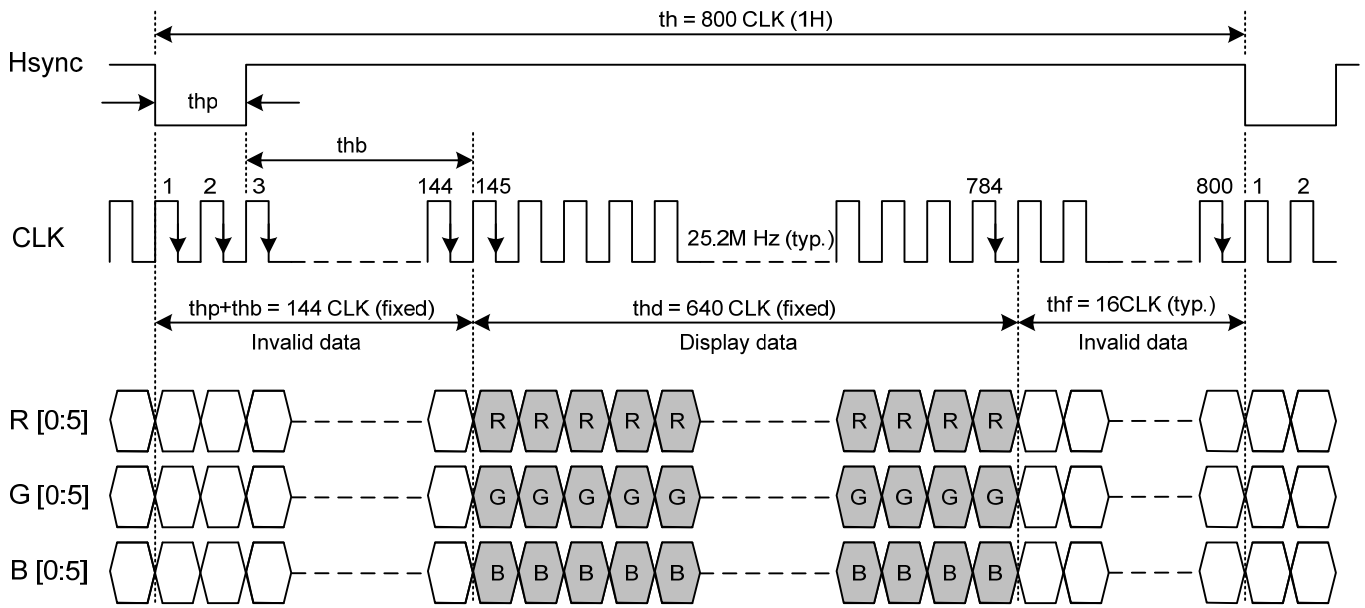 th = 800 CLK (1H)
Hsync
thp
thb
1 2 3 144 145 784 800 1 2
CLK
25.2M Hz (typ.)
thp+thb = 144 CLK (fixed) thd = 640 CLK (fixed) thf = 16CLK (typ.)
Invalid data Display data Invalid data
R [0:5] R R R R R R R R R
G [0:5] G G G G G G G G G
B [0:5] B B B B B B B B B